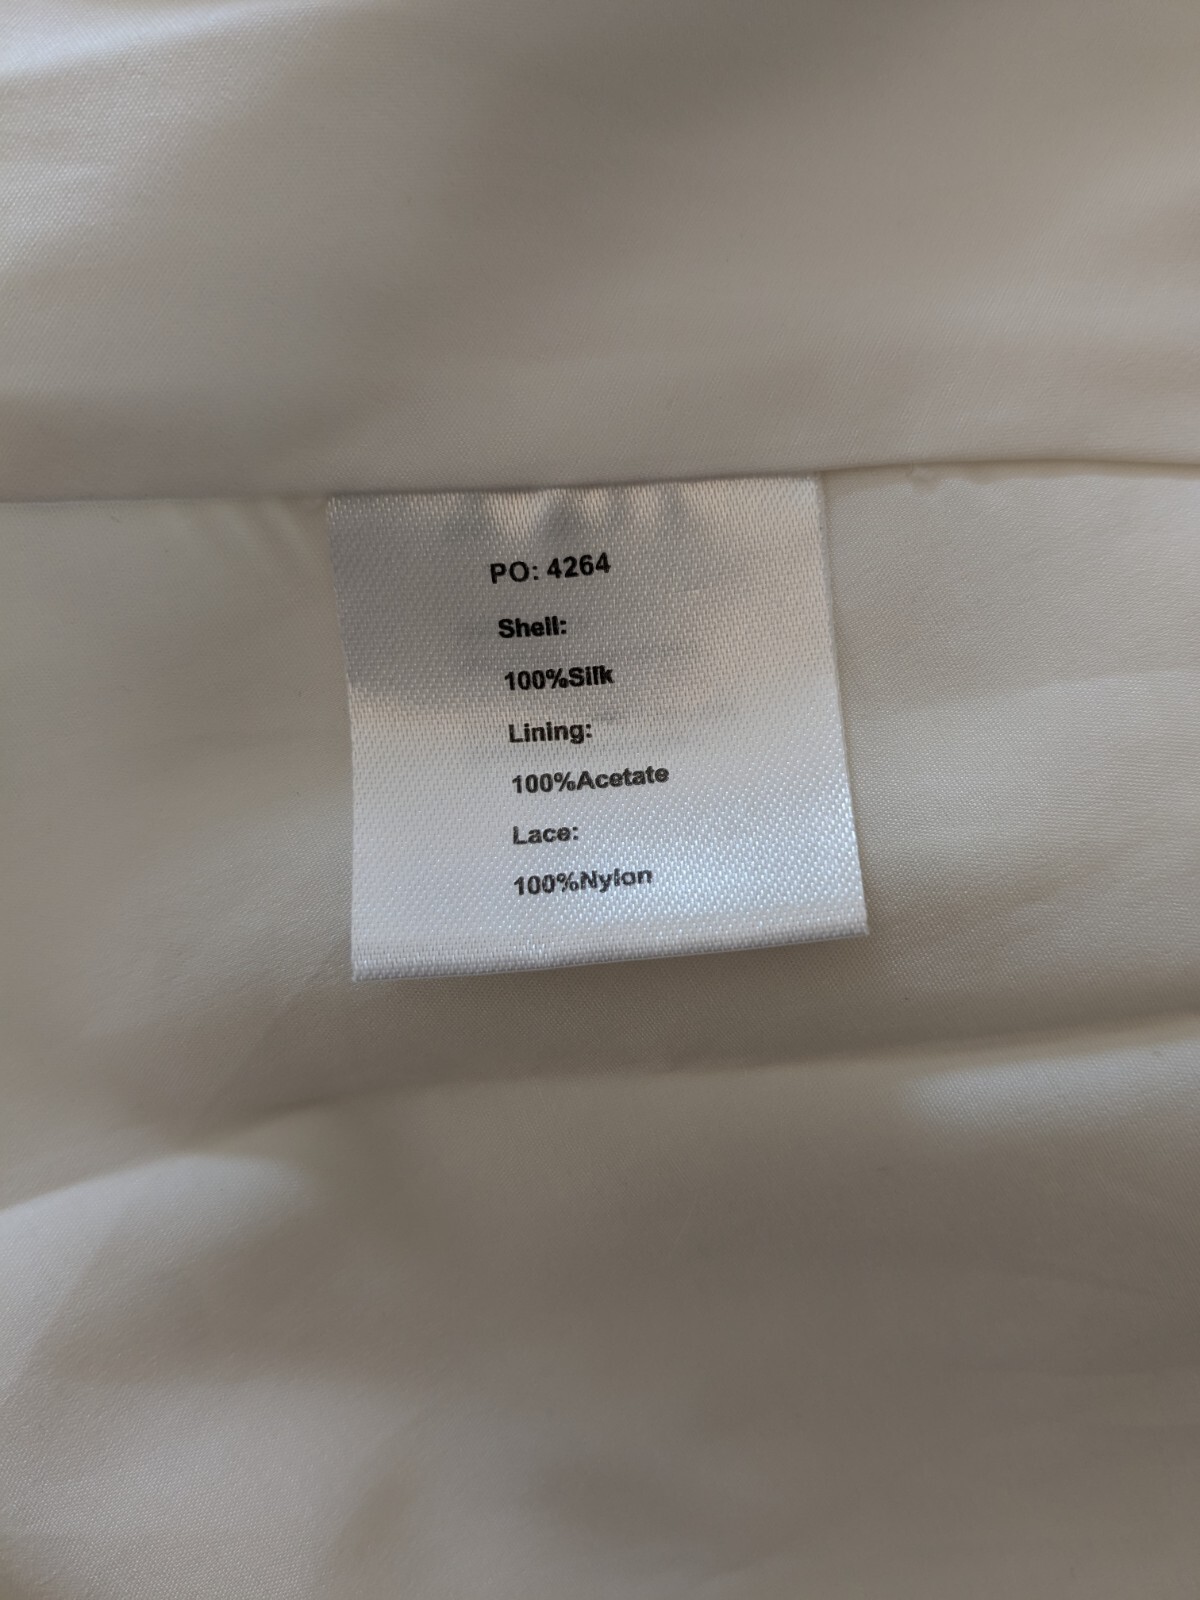 PO: 4264
Shell:
100%Silk
Lining:
100%Acetate
Lace:
100%Nylon